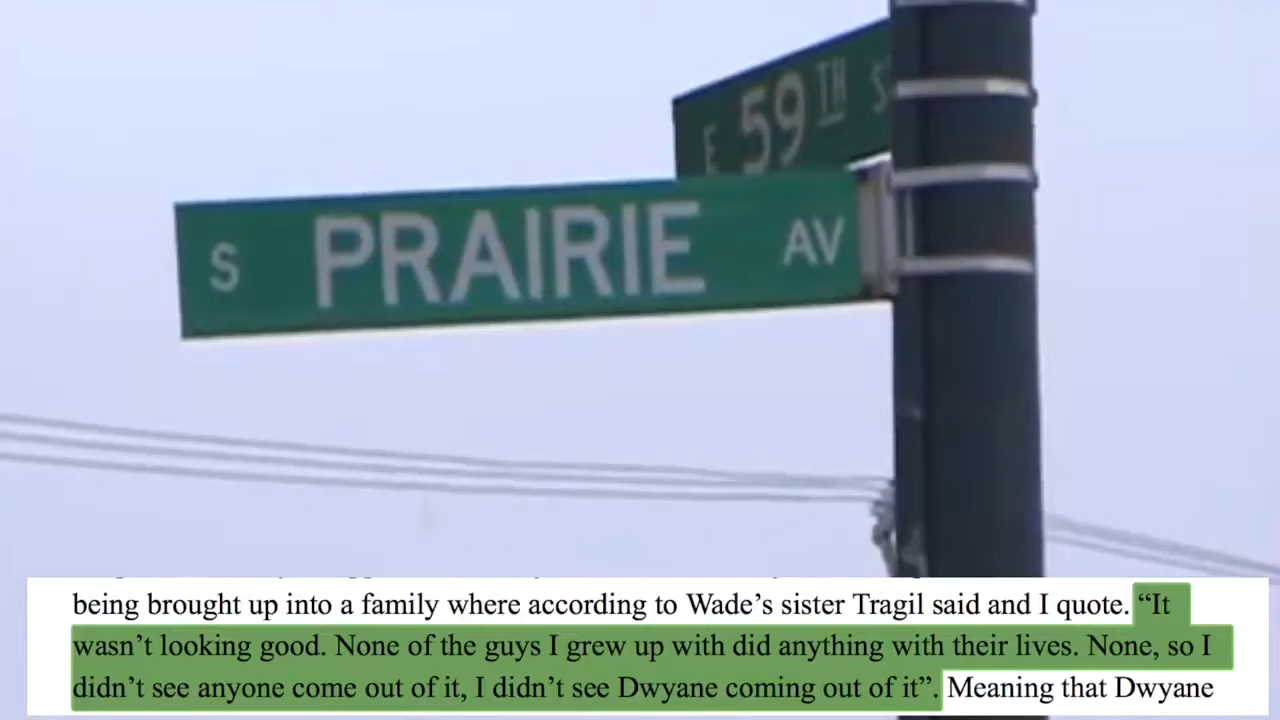 E 59TH S
S PRAIRIE AV
being brought up into a family where according to Wade’s sister Tragil said and I quote. “It
wasn’t looking good. None of the guys I grew up with did anything with their lives. None, so I
didn’t see anyone come out of it, I didn’t see Dwyane coming out of it”. Meaning that Dwyane